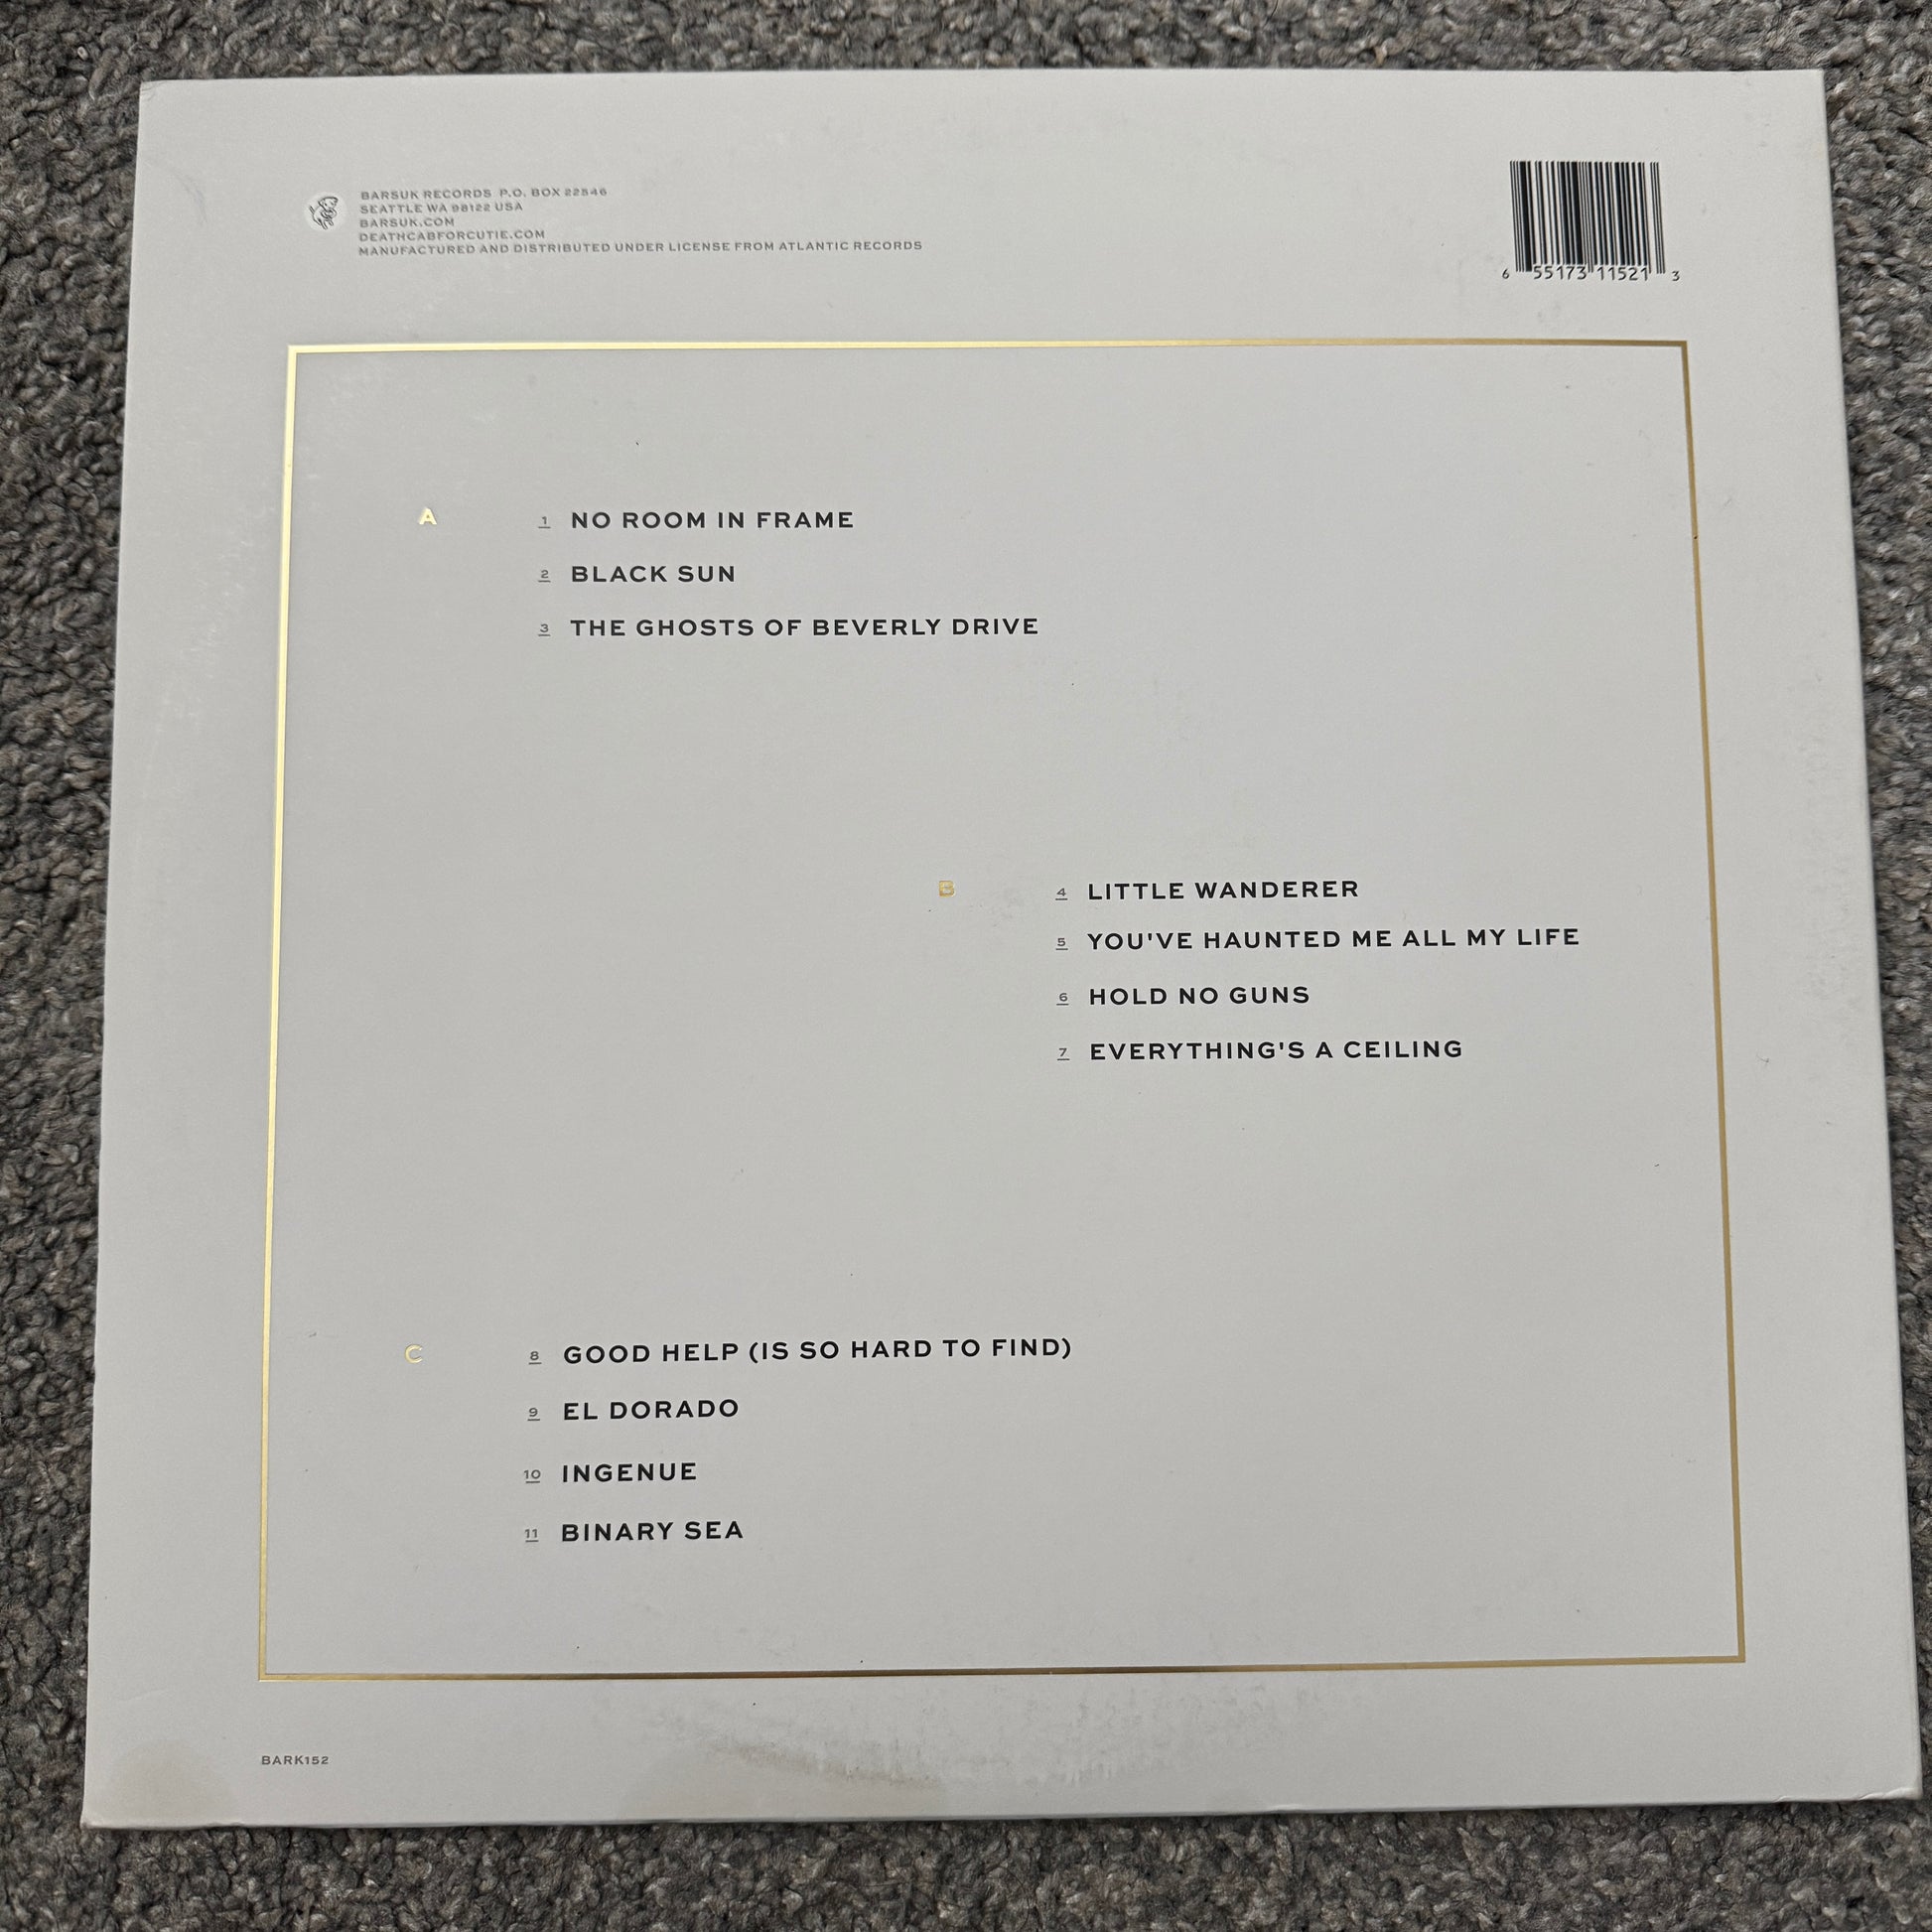 BARSUK RECORDS P.O. BOX 22546
SEATTLE WA 98122 USA
BARSUK.COM
DEATHCABFORCUTIE.COM
MANUFACTURED AND DISTRIBUTED UNDER LICENSE FROM ATLANTIC RECORDS
6 55173 11521 3
A
1 NO ROOM IN FRAME
2 BLACK SUN
3 THE GHOSTS OF BEVERLY DRIVE
B
4 LITTLE WANDERER
5 YOU'VE HAUNTED ME ALL MY LIFE
6 HOLD NO GUNS
7 EVERYTHING'S A CEILING
C
8 GOOD HELP (IS SO HARD TO FIND)
9 EL DORADO
10 INGENUE
11 BINARY SEA
BARK152